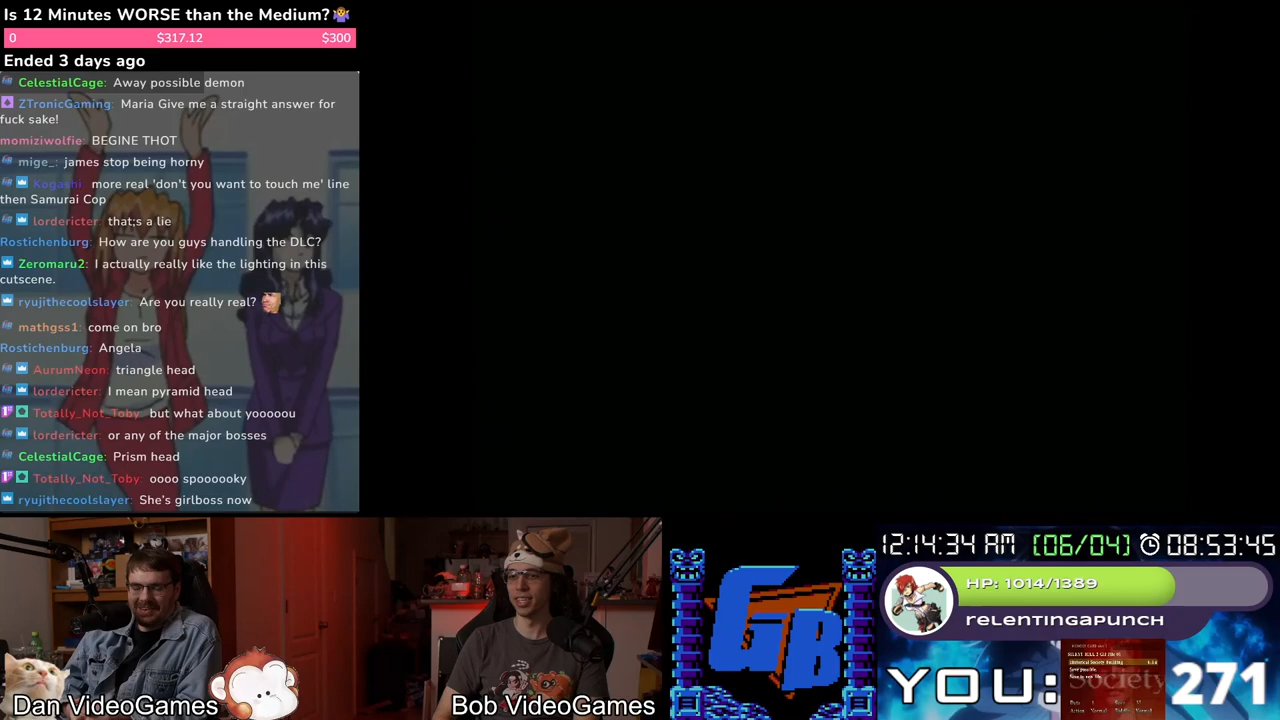 Is 12 Minutes WORSE than the Medium?🤷
0 $317.12 $300
Ended 3 days ago
CelestialCage: Away possible demon
ZTronicGaming: Maria Give me a straight answer for
fuck sake!
momiziwolfie: BEGINE THOT
mige_: james stop being horny
Kogashi: more real 'don't you want to touch me' line
then Samurai Cop
lordericter: that;s a lie
Rostichenburg: How are you guys handling the DLC?
Zeromaru2: I actually really like the lighting in this
cutscene.
ryujithecoolslayer: Are you really real?
mathgss1: come on bro
Rostichenburg: Angela
AurumNeon: triangle head
lordericter: I mean pyramid head
Totally_Not_Toby: but what about yooooou
lordericter: or any of the major bosses
CelestialCage: Prism head
Totally_Not_Toby: oooo spoooooky
ryujithecoolslayer: She's girlboss now
Dan VideoGames
Bob VideoGames
GB
12:14:34 AM [06/04] 08:53:45
HP: 1014/1389
RELENTINGAPUNCH
YOU:
Society
271